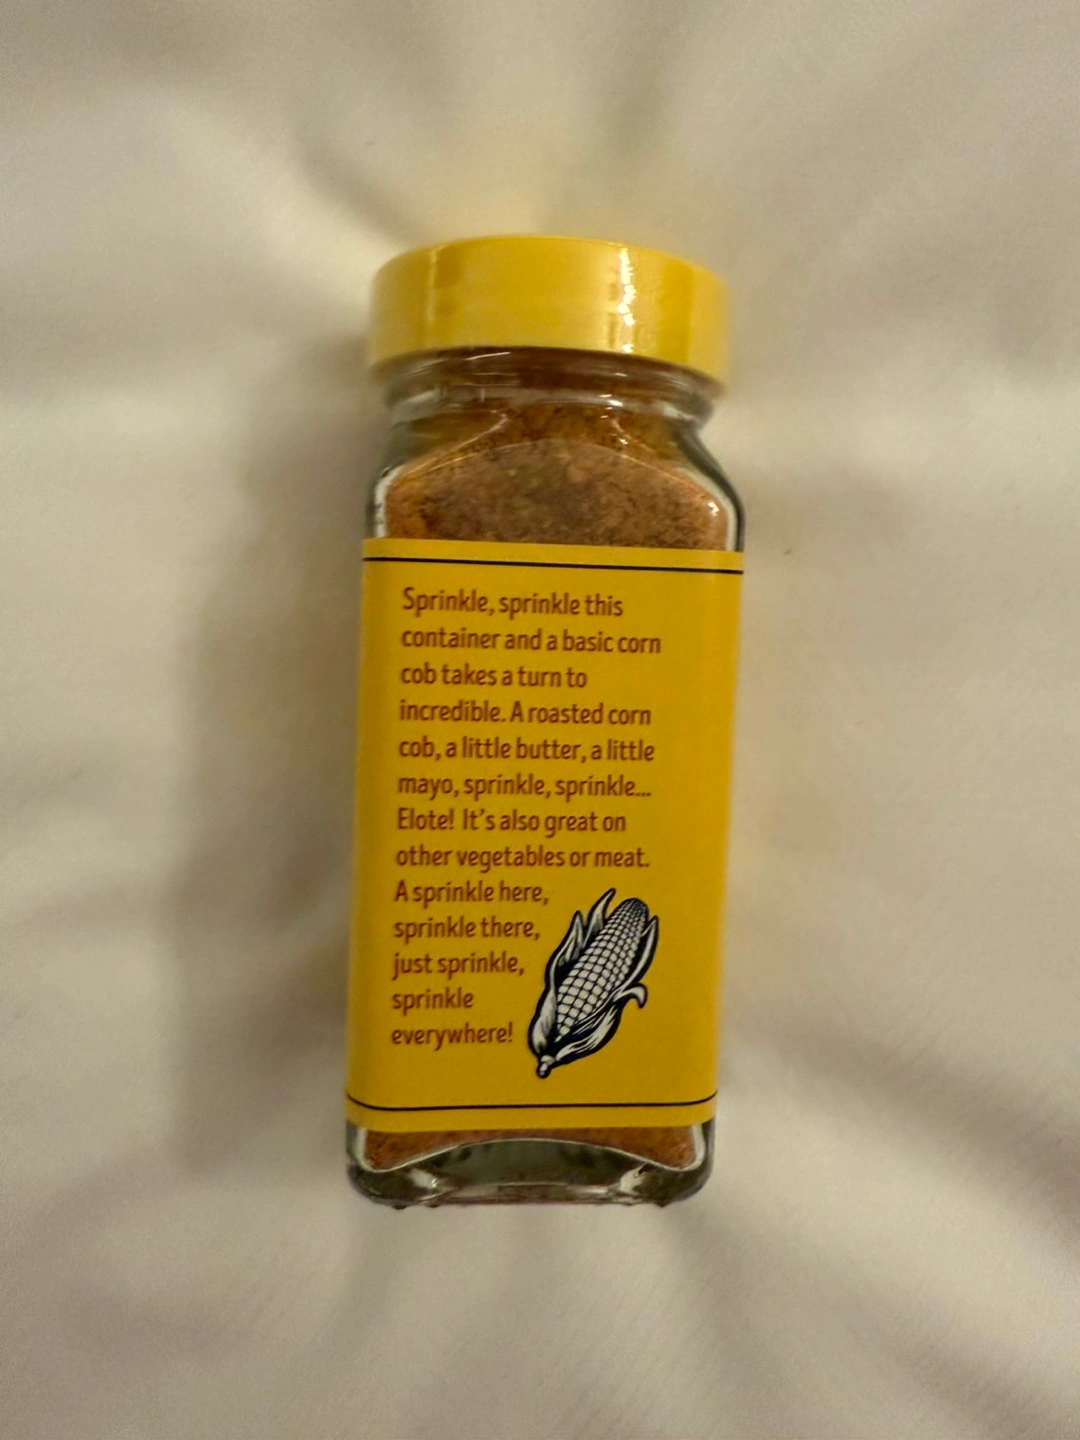 Sprinkle, sprinkle this
container and a basic corn
cob takes a turn to
incredible. A roasted corn
cob, a little butter, a little
mayo, sprinkle, sprinkle...
Elote! It's also great on
other vegetables or meat.
A sprinkle here,
sprinkle there,
just sprinkle,
sprinkle
everywhere!